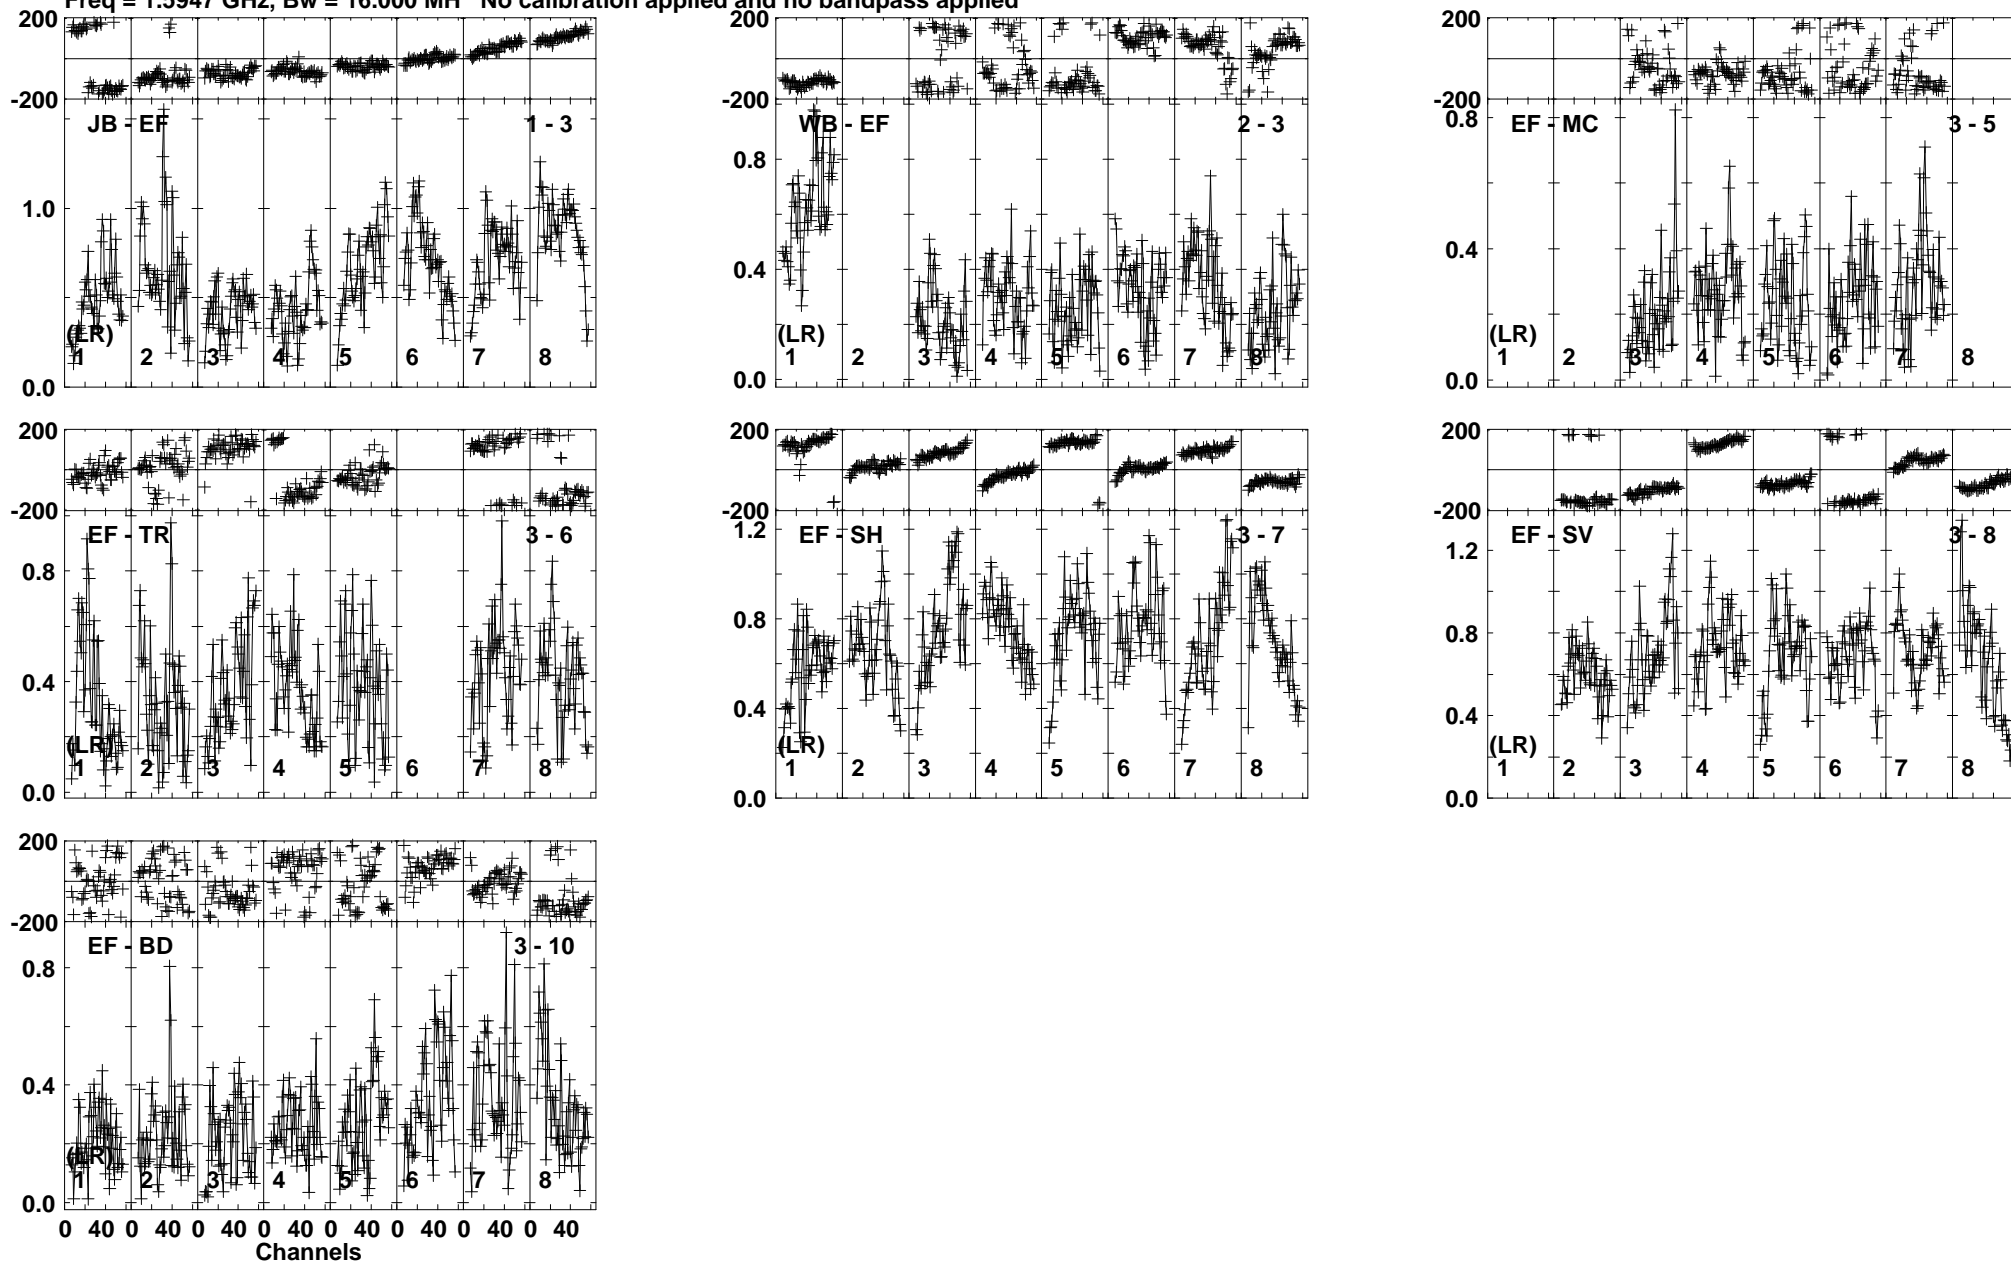 Freq = 1.5947 GHz, Bw = 16.000 MH No calibration applied and no bandpass applied
200 200 200
-200 -200 -200
JB - EF 1 - 3 WB - EF 2 - 3 EF - MC 3 - 5
0.8
0.8
1.0
0.4 0.4
(LR) (LR) (LR)
1 2 3 4 5 6 7 8 1 2 3 4 5 6 7 8 1 2 3 4 5 6 7 8
0.0 0.0 0.0
200 200 200
-200 -200 -200
EF - TR 3 - 6 EF - SH 3 - 7 EF - SV 3 - 8
1.2 1.2
0.8 0.8 0.8
0.4 0.4 0.4
(LR) (LR) (LR)
1 2 3 4 5 6 7 8 1 2 3 4 5 6 7 8 1 2 3 4 5 6 7 8
0.0 0.0 0.0
200
-200
EF - BD 3 - 10
0.8
0.4
(LR)
1 2 3 4 5 6 7 8
0.0
0 40 0 40 0 40 0 40 0 40 0 40 0 40 0 40
Channels